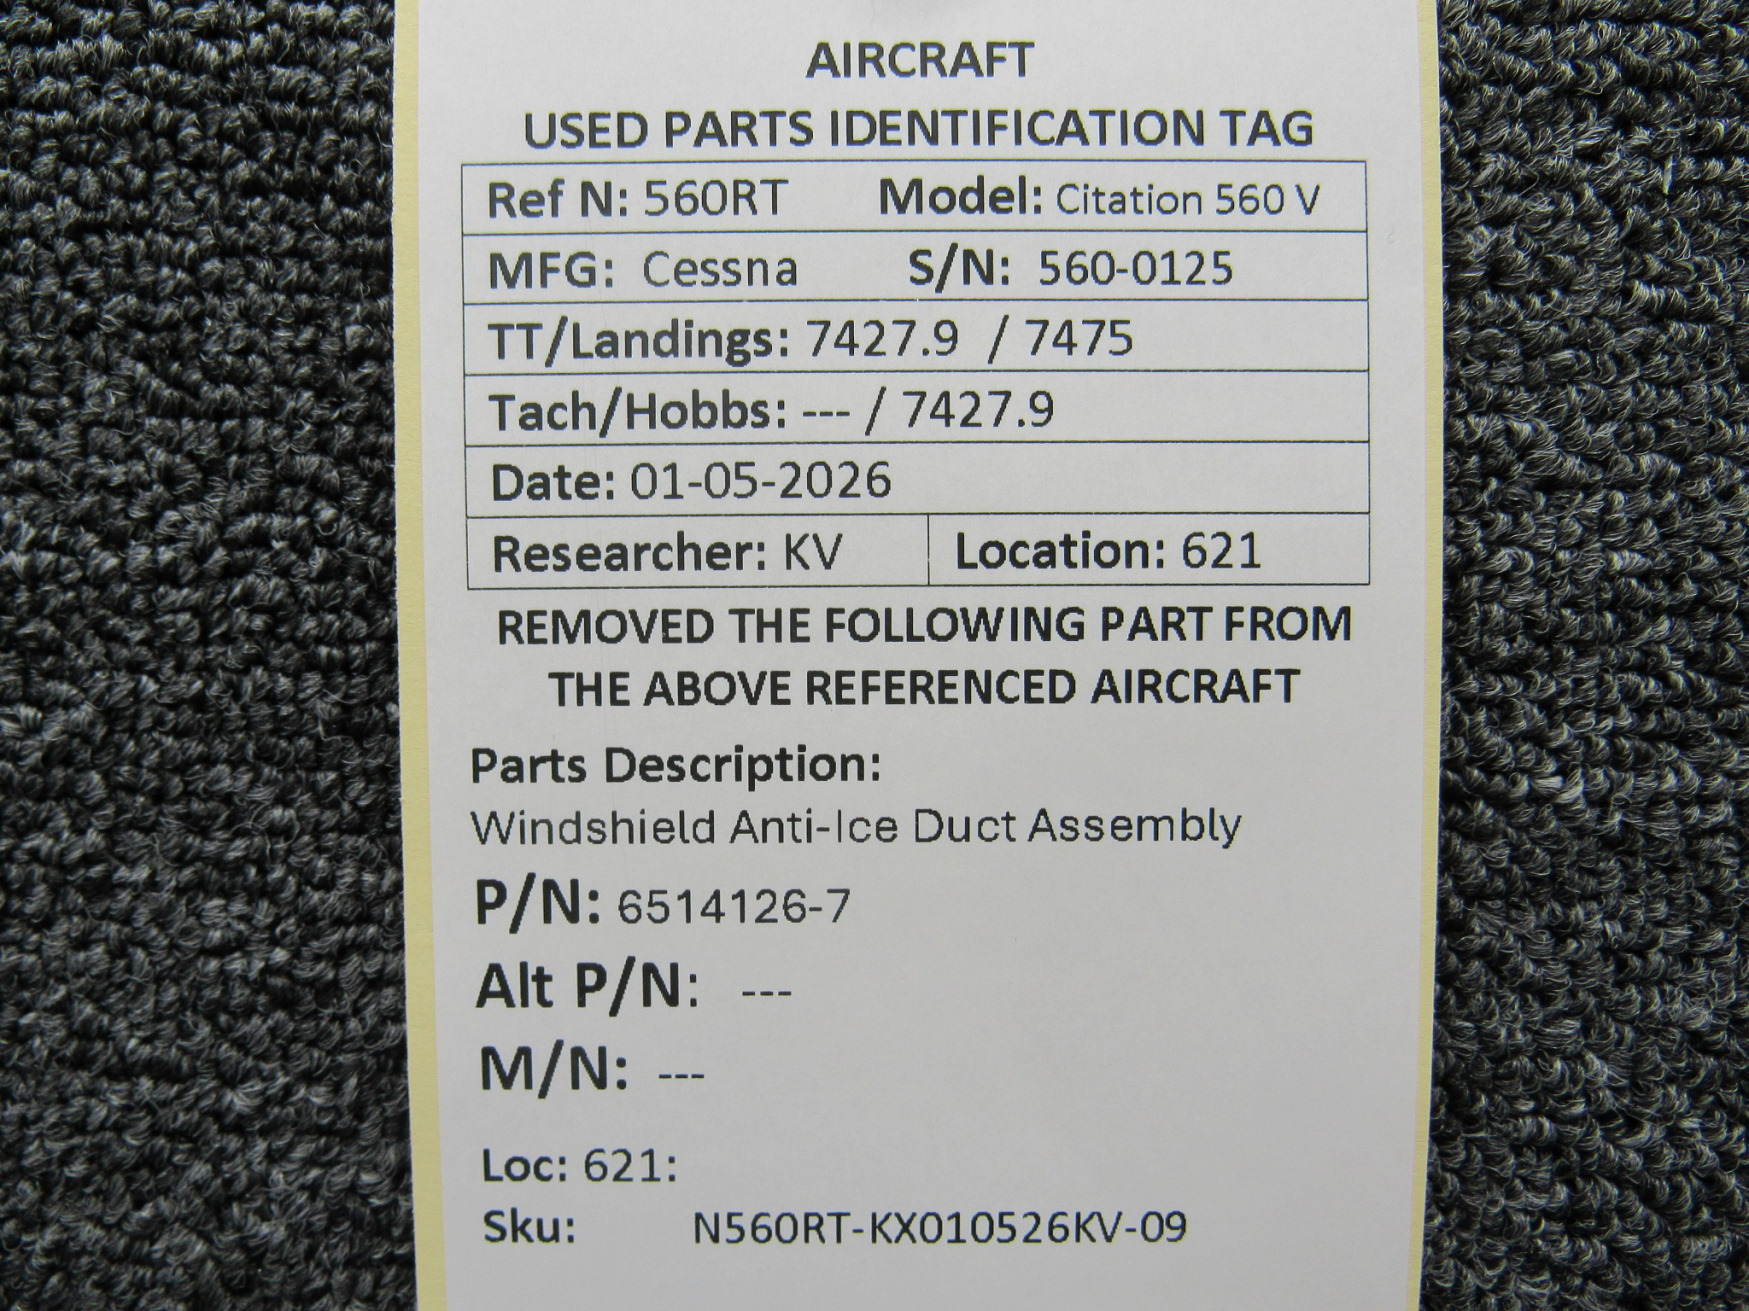 AIRCRAFT
USED PARTS IDENTIFICATION TAG
Ref N: 560RT Model: Citation 560 V
MFG: Cessna S/N: 560-0125
TT/Landings: 7427.9 / 7475
Tach/Hobbs: --- / 7427.9
Date: 01-05-2026
Researcher: KV Location: 621
REMOVED THE FOLLOWING PART FROM
THE ABOVE REFERENCED AIRCRAFT
Parts Description:
Windshield Anti-Ice Duct Assembly
P/N: 6514126-7
Alt P/N: ---
M/N: ---
Loc: 621:
Sku: N560RT-KX010526KV-09